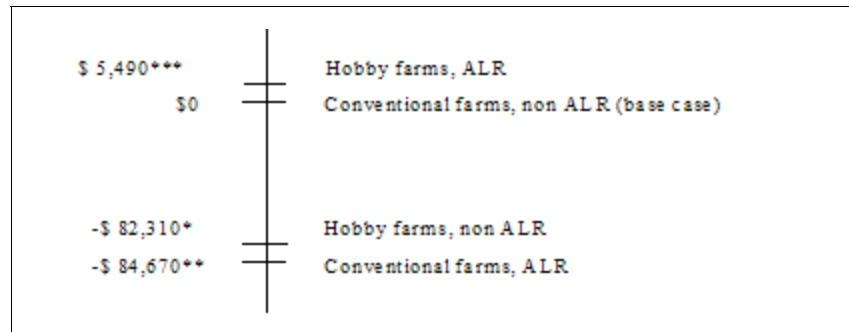 $ 5,490*** Hobby farms, ALR
$0 Conventional farms, non ALR (base case)
-$ 82,310* Hobby farms, non ALR
-$ 84,670** Conventional farms, ALR